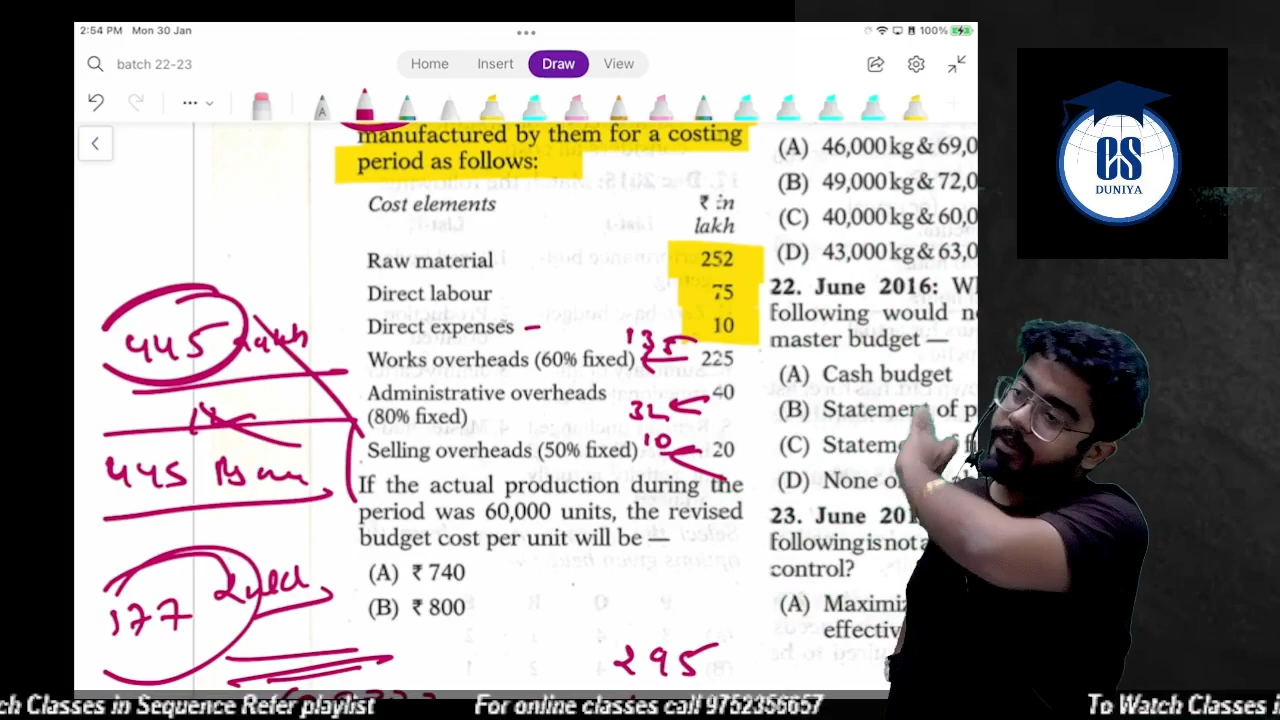 2:54 PM Mon 30 Jan
100%
batch 22-23
Home Insert Draw View
manufactured by them for a costing
period as follows:
Cost elements ₹ in
lakh
Raw material 252
Direct labour 75
Direct expenses 10
Works overheads (60% fixed) 135 225
Administrative overheads 40
(80% fixed) 32
Selling overheads (50% fixed) 10 20
If the actual production during the
period was 60,000 units, the revised
budget cost per unit will be —
(A) ₹ 740
(B) ₹ 800
295
445 Lakh
445
177 Lakh
(A) 46,000 kg & 69,0
(B) 49,000 kg & 72,0
(C) 40,000 kg & 60,0
(D) 43,000 kg & 63,0
22. June 2016: W
following would n
master budget —
(A) Cash budget
(B) Statement of p
(C) Statem
(D) None o
23. June 201
following is not a
control?
(A) Maximi
effectiv
CS
DUNIYA
ch Classes in Sequence Refer playlist For online classes call 9752356657 To Watch Classes i